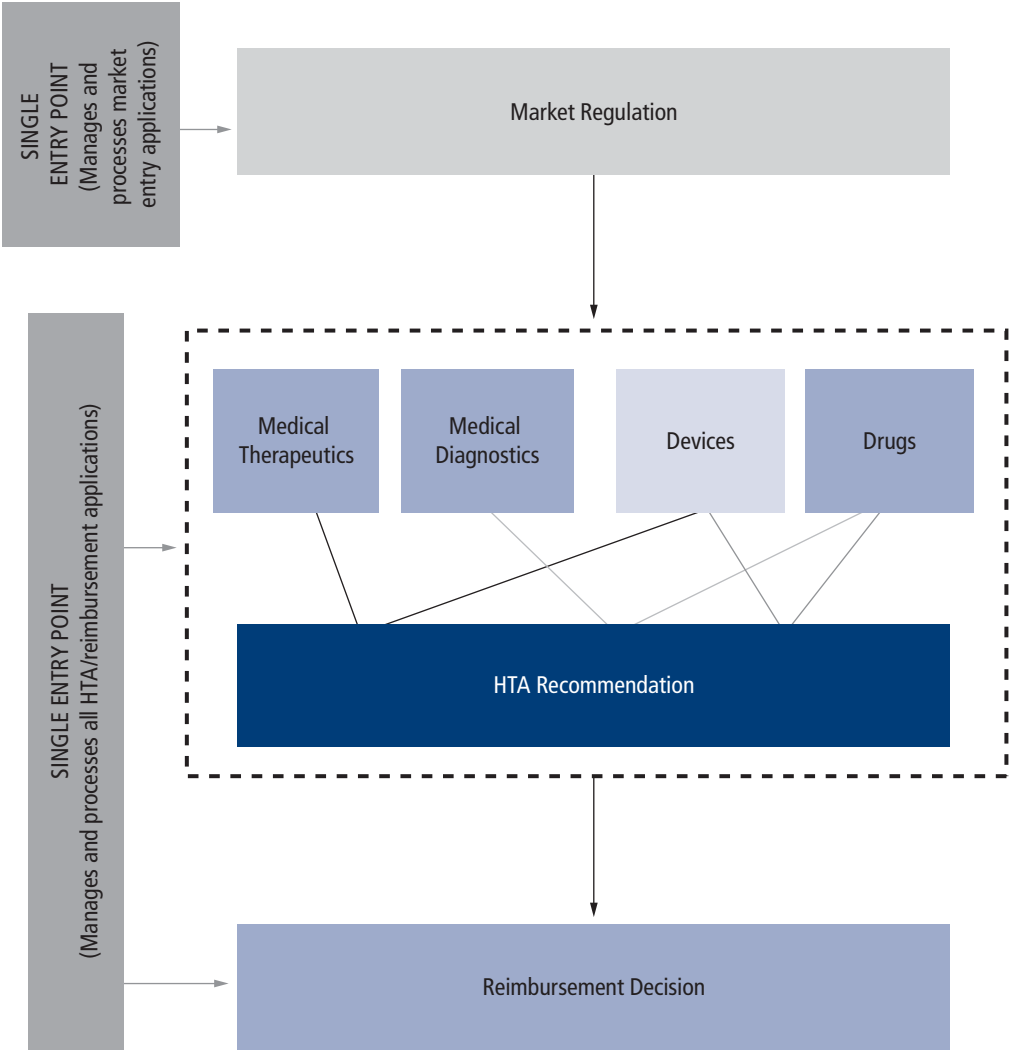 SINGLE
ENTRY POINT
(Manages and
processes market
entry applications)
Market Regulation
SINGLE ENTRY POINT
(Manages and processes all HTA/reimbursement applications)
Medical
Therapeutics
Medical
Diagnostics
Devices
Drugs
HTA Recommendation
Reimbursement Decision